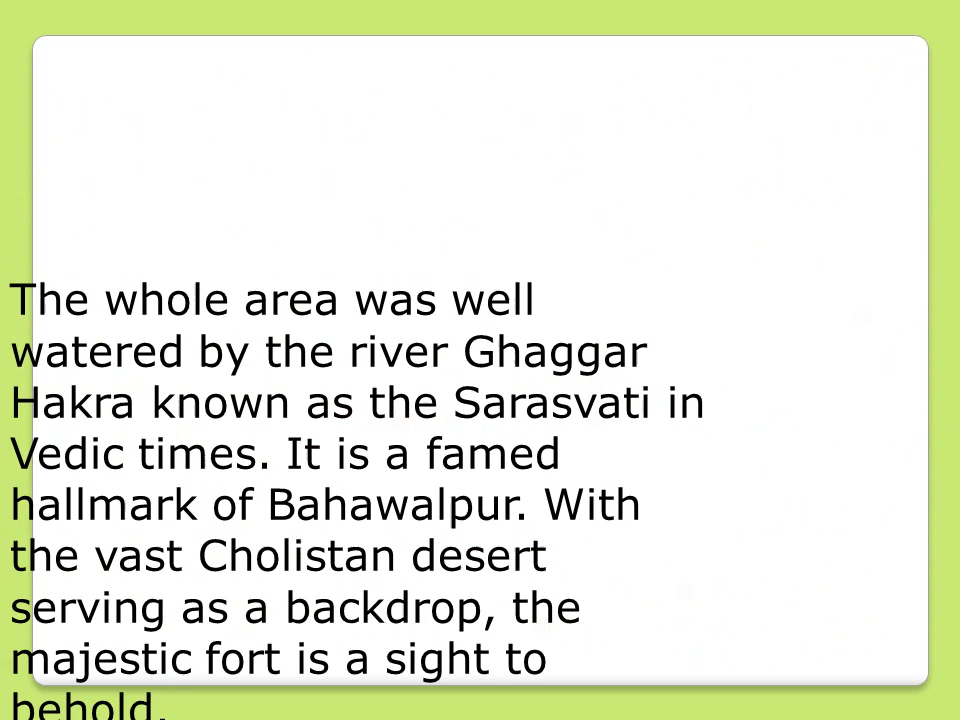 The whole area was well
watered by the river Ghaggar
Hakra known as the Sarasvati in
Vedic times. It is a famed
hallmark of Bahawalpur. With
the vast Cholistan desert
serving as a backdrop, the
majestic fort is a sight to
behold.